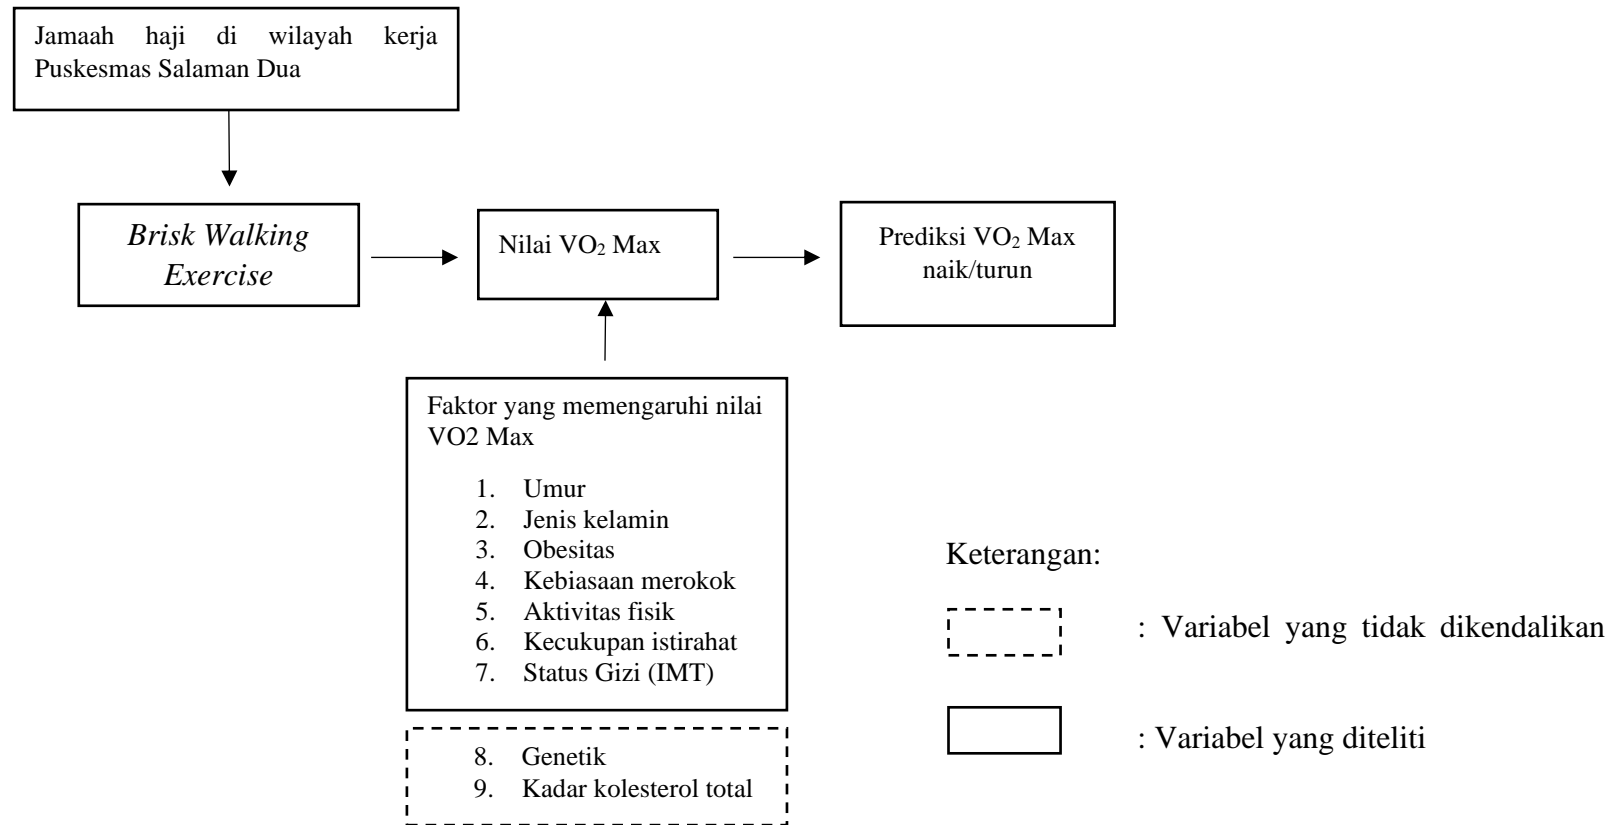 Jamaah haji di wilayah kerja
Puskesmas Salaman Dua
Brisk Walking
Exercise
Nilai VO₂ Max
Prediksi VO₂ Max
naik/turun
Faktor yang memengaruhi nilai
VO2 Max
1. Umur
2. Jenis kelamin
3. Obesitas
4. Kebiasaan merokok
5. Aktivitas fisik
6. Kecukupan istirahat
7. Status Gizi (IMT)
8. Genetik
9. Kadar kolesterol total
Keterangan:
: Variabel yang tidak dikendalikan
: Variabel yang diteliti